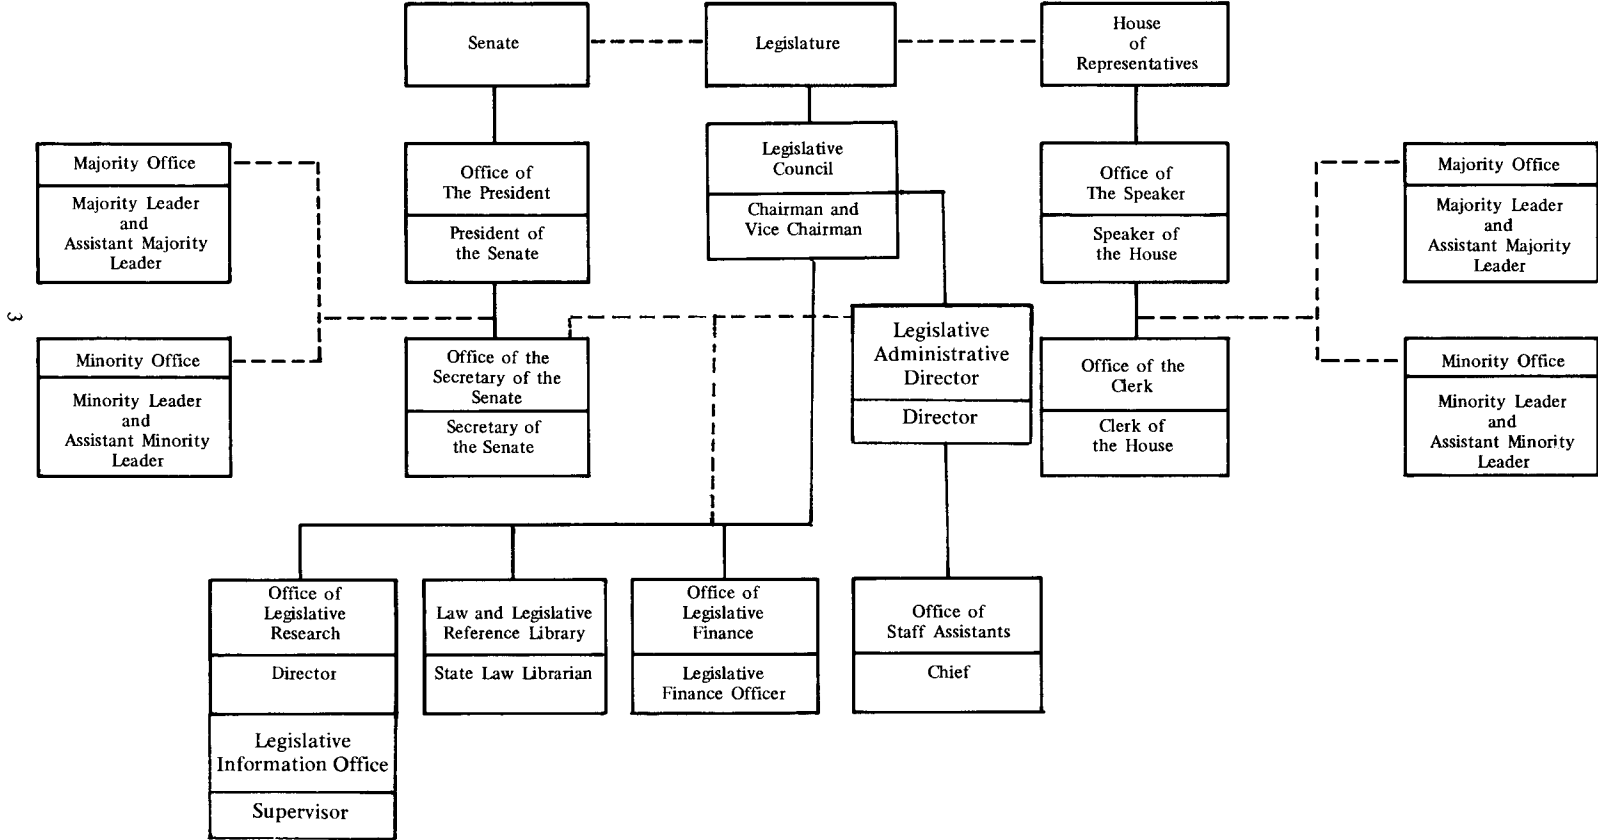 Senate
Legislature
House
of
Representatives
Majority Office
Majority Leader
and
Assistant Majority
Leader
Office of
The President
President of
the Senate
Legislative
Council
Chairman and
Vice Chairman
Office of
The Speaker
Speaker of
the House
Majority Office
Majority Leader
and
Assistant Majority
Leader
3
Minority Office
Minority Leader
and
Assistant Minority
Leader
Office of the
Secretary of the
Senate
Secretary of
the Senate
Legislative
Administrative
Director
Director
Office of the
Clerk
Clerk of
the House
Minority Office
Minority Leader
and
Assistant Minority
Leader
Office of
Legislative
Research
Director
Legislative
Information Office
Supervisor
Law and Legislative
Reference Library
State Law Librarian
Office of
Legislative
Finance
Legislative
Finance Officer
Office of
Staff Assistants
Chief